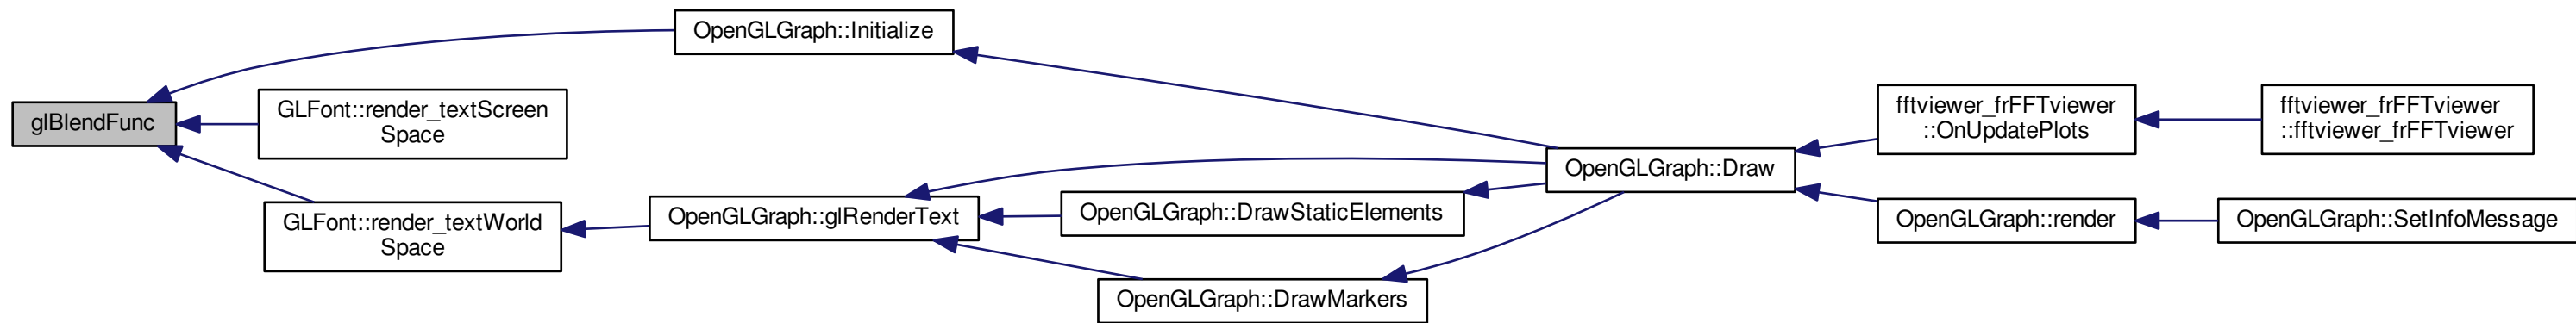 glBlendFunc
OpenGLGraph::Initialize
GLFont::render_textScreen
Space
GLFont::render_textWorld
Space
OpenGLGraph::glRenderText
OpenGLGraph::DrawStaticElements
OpenGLGraph::DrawMarkers
OpenGLGraph::Draw
fftviewer_frFFTviewer
::OnUpdatePlots
fftviewer_frFFTviewer
::fftviewer_frFFTviewer
OpenGLGraph::render
OpenGLGraph::SetInfoMessage